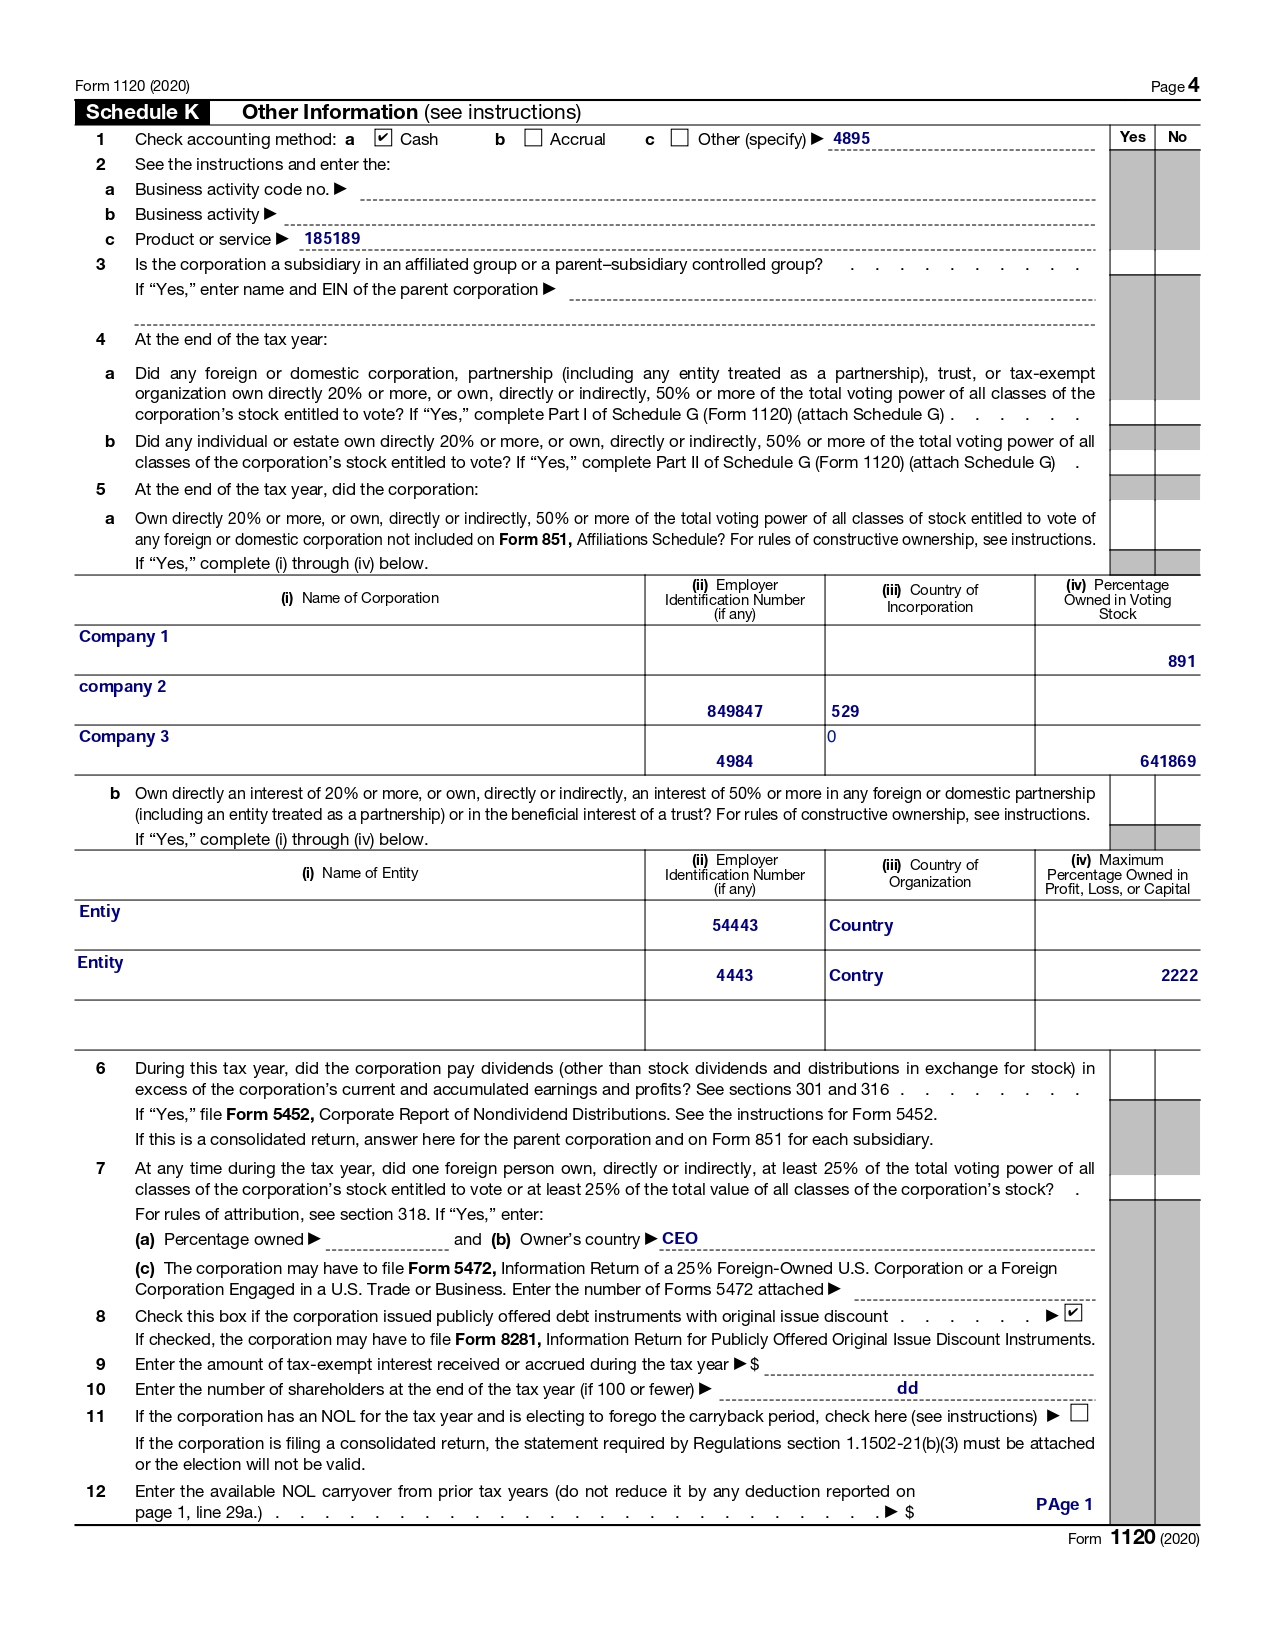 Form 1120 (2020) Page 4
Schedule K Other Information (see instructions)
1 Check accounting method: a ✔ Cash b Accrual c Other (specify) ▶ 4895 Yes No
2 See the instructions and enter the:
a Business activity code no. ▶
b Business activity ▶
c Product or service ▶ 185189
3 Is the corporation a subsidiary in an affiliated group or a parent–subsidiary controlled group? . . . . . . . . . .
If “Yes,” enter name and EIN of the parent corporation ▶
4 At the end of the tax year:
a Did any foreign or domestic corporation, partnership (including any entity treated as a partnership), trust, or tax-exempt
organization own directly 20% or more, or own, directly or indirectly, 50% or more of the total voting power of all classes of the
corporation’s stock entitled to vote? If “Yes,” complete Part I of Schedule G (Form 1120) (attach Schedule G) . . . . . .
b Did any individual or estate own directly 20% or more, or own, directly or indirectly, 50% or more of the total voting power of all
classes of the corporation’s stock entitled to vote? If “Yes,” complete Part II of Schedule G (Form 1120) (attach Schedule G) .
5 At the end of the tax year, did the corporation:
a Own directly 20% or more, or own, directly or indirectly, 50% or more of the total voting power of all classes of stock entitled to vote of
any foreign or domestic corporation not included on Form 851, Affiliations Schedule? For rules of constructive ownership, see instructions.
If “Yes,” complete (i) through (iv) below.
(i) Name of Corporation
(ii) Employer
Identification Number
(if any)
(iii) Country of
Incorporation
(iv) Percentage
Owned in Voting
Stock
Company 1
891
company 2
849847 529
Company 3 0
4984 641869
b Own directly an interest of 20% or more, or own, directly or indirectly, an interest of 50% or more in any foreign or domestic partnership
(including an entity treated as a partnership) or in the beneficial interest of a trust? For rules of constructive ownership, see instructions.
If “Yes,” complete (i) through (iv) below.
(i) Name of Entity
(ii) Employer
Identification Number
(if any)
(iii) Country of
Organization
(iv) Maximum
Percentage Owned in
Profit, Loss, or Capital
Entiy
54443 Country
Entity
4443 Contry 2222
6 During this tax year, did the corporation pay dividends (other than stock dividends and distributions in exchange for stock) in
excess of the corporation’s current and accumulated earnings and profits? See sections 301 and 316 . . . . . . . .
If “Yes,” file Form 5452, Corporate Report of Nondividend Distributions. See the instructions for Form 5452.
If this is a consolidated return, answer here for the parent corporation and on Form 851 for each subsidiary.
7 At any time during the tax year, did one foreign person own, directly or indirectly, at least 25% of the total voting power of all
classes of the corporation’s stock entitled to vote or at least 25% of the total value of all classes of the corporation’s stock? .
For rules of attribution, see section 318. If “Yes,” enter:
(a) Percentage owned ▶ and (b) Owner’s country ▶ CEO
(c) The corporation may have to file Form 5472, Information Return of a 25% Foreign-Owned U.S. Corporation or a Foreign
Corporation Engaged in a U.S. Trade or Business. Enter the number of Forms 5472 attached ▶
8 Check this box if the corporation issued publicly offered debt instruments with original issue discount . . . . . . ▶ ✔
If checked, the corporation may have to file Form 8281, Information Return for Publicly Offered Original Issue Discount Instruments.
9 Enter the amount of tax-exempt interest received or accrued during the tax year ▶ $
10 Enter the number of shareholders at the end of the tax year (if 100 or fewer) ▶ dd
11 If the corporation has an NOL for the tax year and is electing to forego the carryback period, check here (see instructions) ▶
If the corporation is filing a consolidated return, the statement required by Regulations section 1.1502-21(b)(3) must be attached
or the election will not be valid.
12 Enter the available NOL carryover from prior tax years (do not reduce it by any deduction reported on
page 1, line 29a.) . . . . . . . . . . . . . . . . . . . . . . . . . ▶ $ PAge 1
Form 1120 (2020)